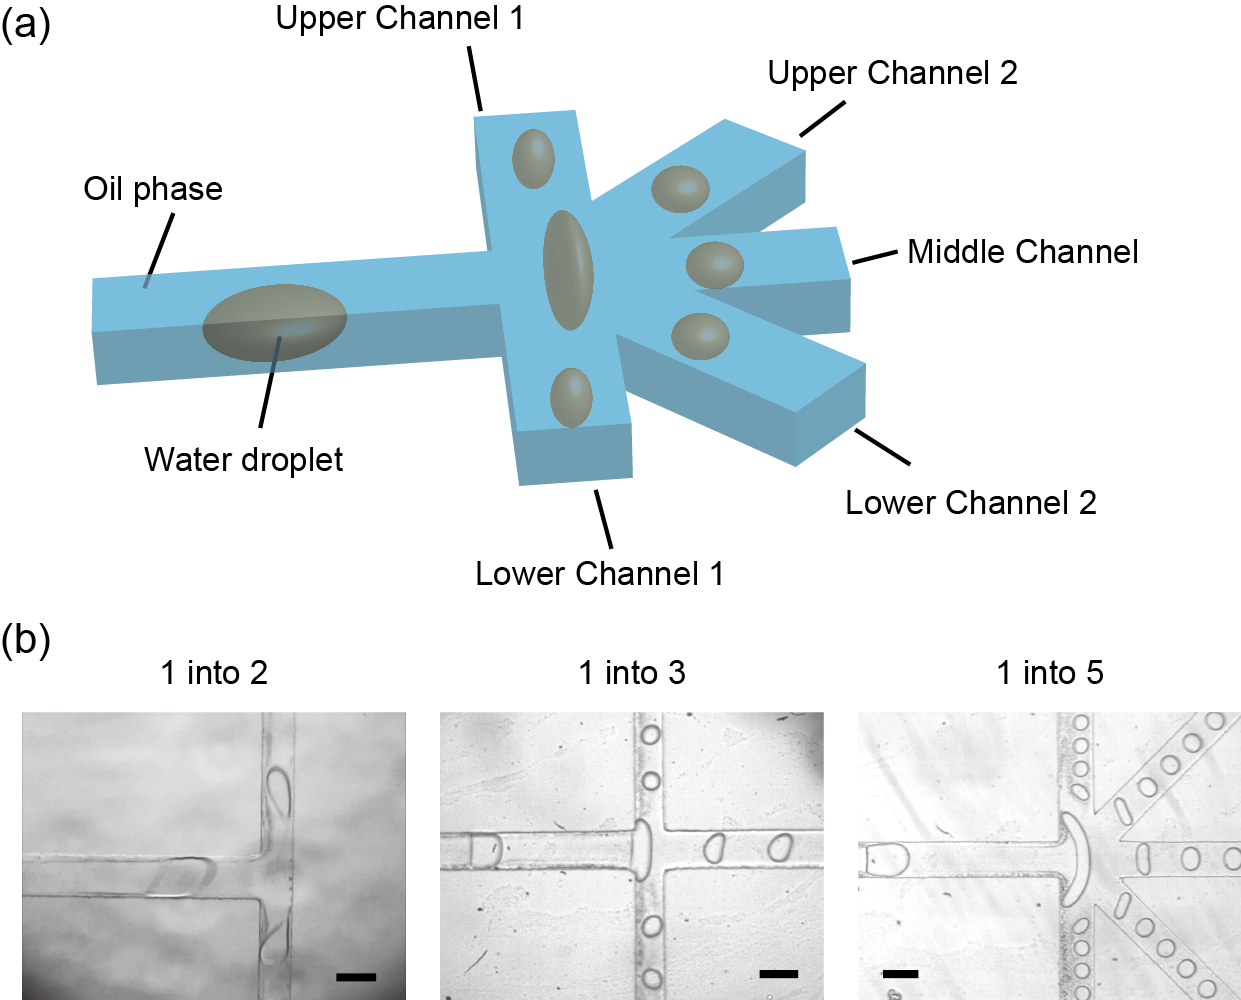 (a)
Upper Channel 1
Upper Channel 2
Oil phase
Middle Channel
Water droplet
Lower Channel 2
Lower Channel 1
(b)
1 into 2
1 into 3
1 into 5